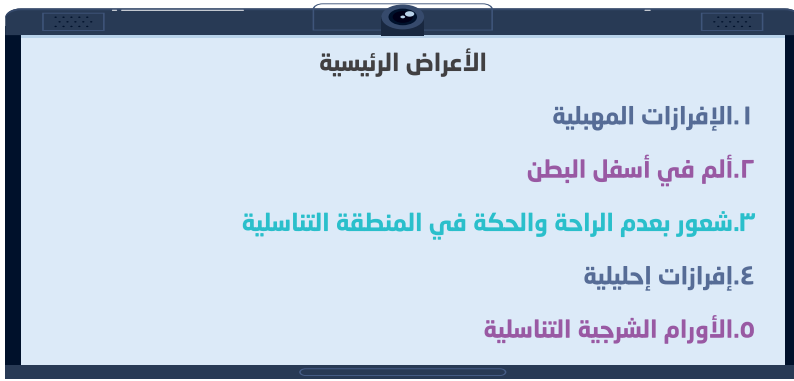 الأعراض الرئيسية
١.الإفرازات المهبلية
٢.ألم في أسفل البطن
٣.شعور بعدم الراحة والحكة في المنطقة التناسلية
٤.إفرازات إحليلية
٥.الأورام الشرجية التناسلية